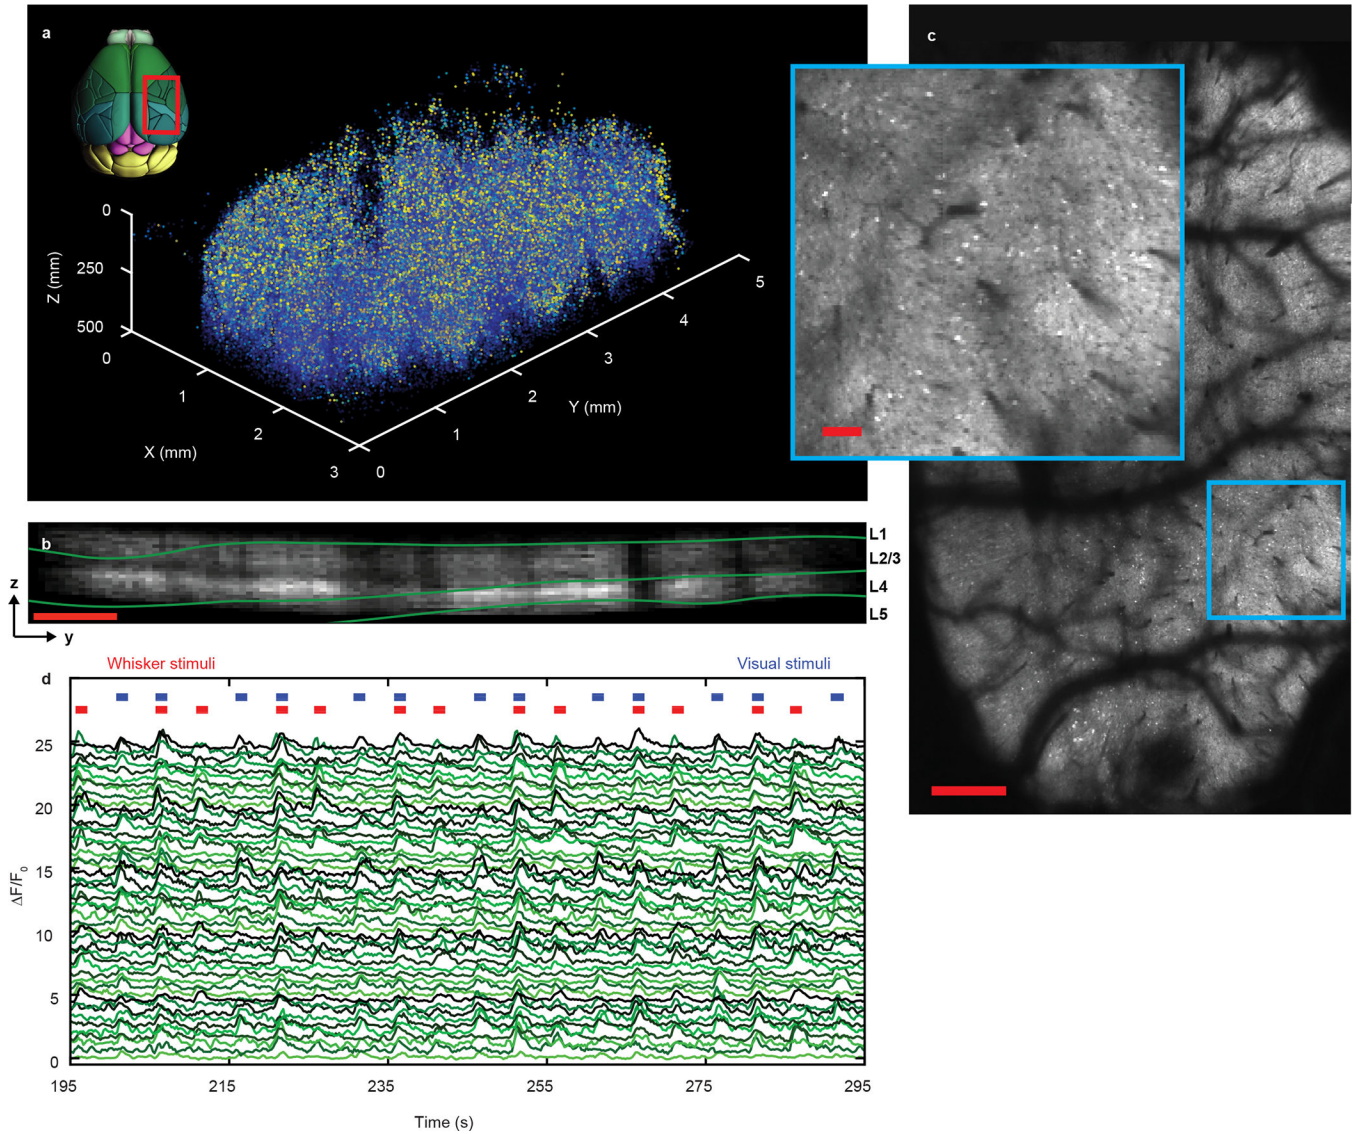 a
0
250
500
Z (mm)
0
1
2
3
X (mm)
0
1
2
3
4
5
Y (mm)
c
b
L1
L2/3
L4
L5
z
y
d
Whisker stimuli
Visual stimuli
25
20
15
10
5
0
ΔF/F₀
195
215
235
255
275
295
Time (s)